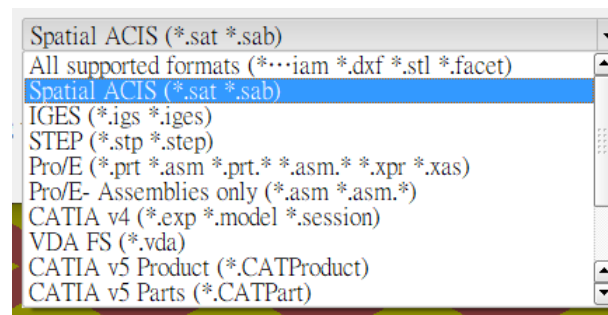 Spatial ACIS (*.sat *.sab)
All supported formats (*⋯iam *.dxf *.stl *.facet)
Spatial ACIS (*.sat *.sab)
IGES (*.igs *.iges)
STEP (*.stp *.step)
Pro/E (*.prt *.asm *.prt.* *.asm.* *.xpr *.xas)
Pro/E- Assemblies only (*.asm *.asm.*)
CATIA v4 (*.exp *.model *.session)
VDA FS (*.vda)
CATIA v5 Product (*.CATProduct)
CATIA v5 Parts (*.CATPart)